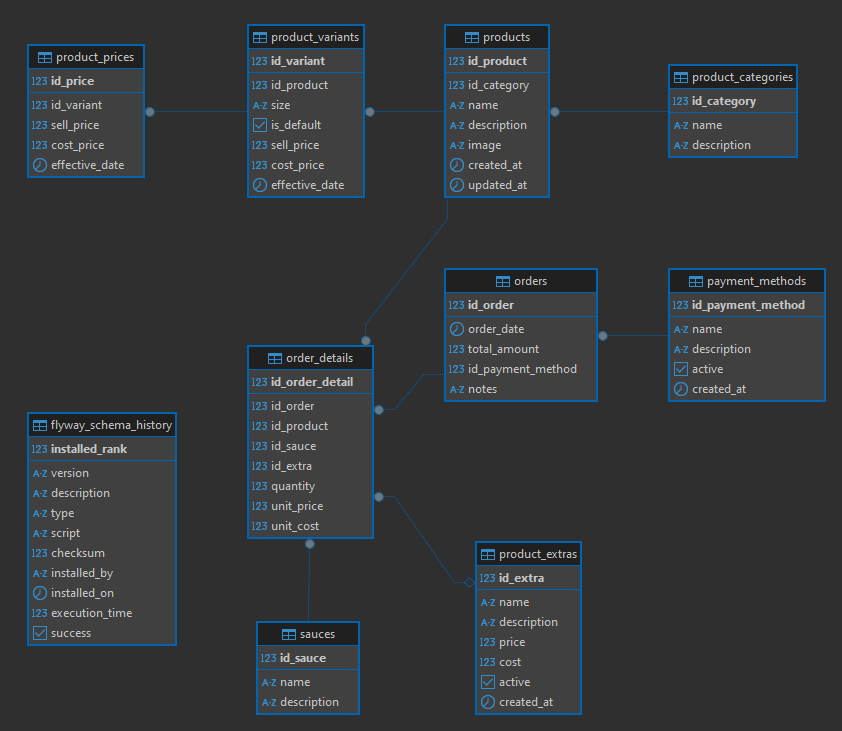 product_prices
123 id_price
123 id_variant
123 sell_price
123 cost_price
effective_date
product_variants
123 id_variant
123 id_product
A-Z size
is_default
123 sell_price
123 cost_price
effective_date
products
123 id_product
123 id_category
A-Z name
A-Z description
A-Z image
created_at
updated_at
product_categories
123 id_category
A-Z name
A-Z description
orders
123 id_order
order_date
123 total_amount
123 id_payment_method
A-Z notes
payment_methods
123 id_payment_method
A-Z name
A-Z description
active
created_at
order_details
123 id_order_detail
123 id_order
123 id_product
123 id_sauce
123 id_extra
123 quantity
123 unit_price
123 unit_cost
flyway_schema_history
123 installed_rank
A-Z version
A-Z description
A-Z type
A-Z script
123 checksum
A-Z installed_by
installed_on
123 execution_time
success
product_extras
123 id_extra
A-Z name
A-Z description
123 price
123 cost
active
created_at
sauces
123 id_sauce
A-Z name
A-Z description